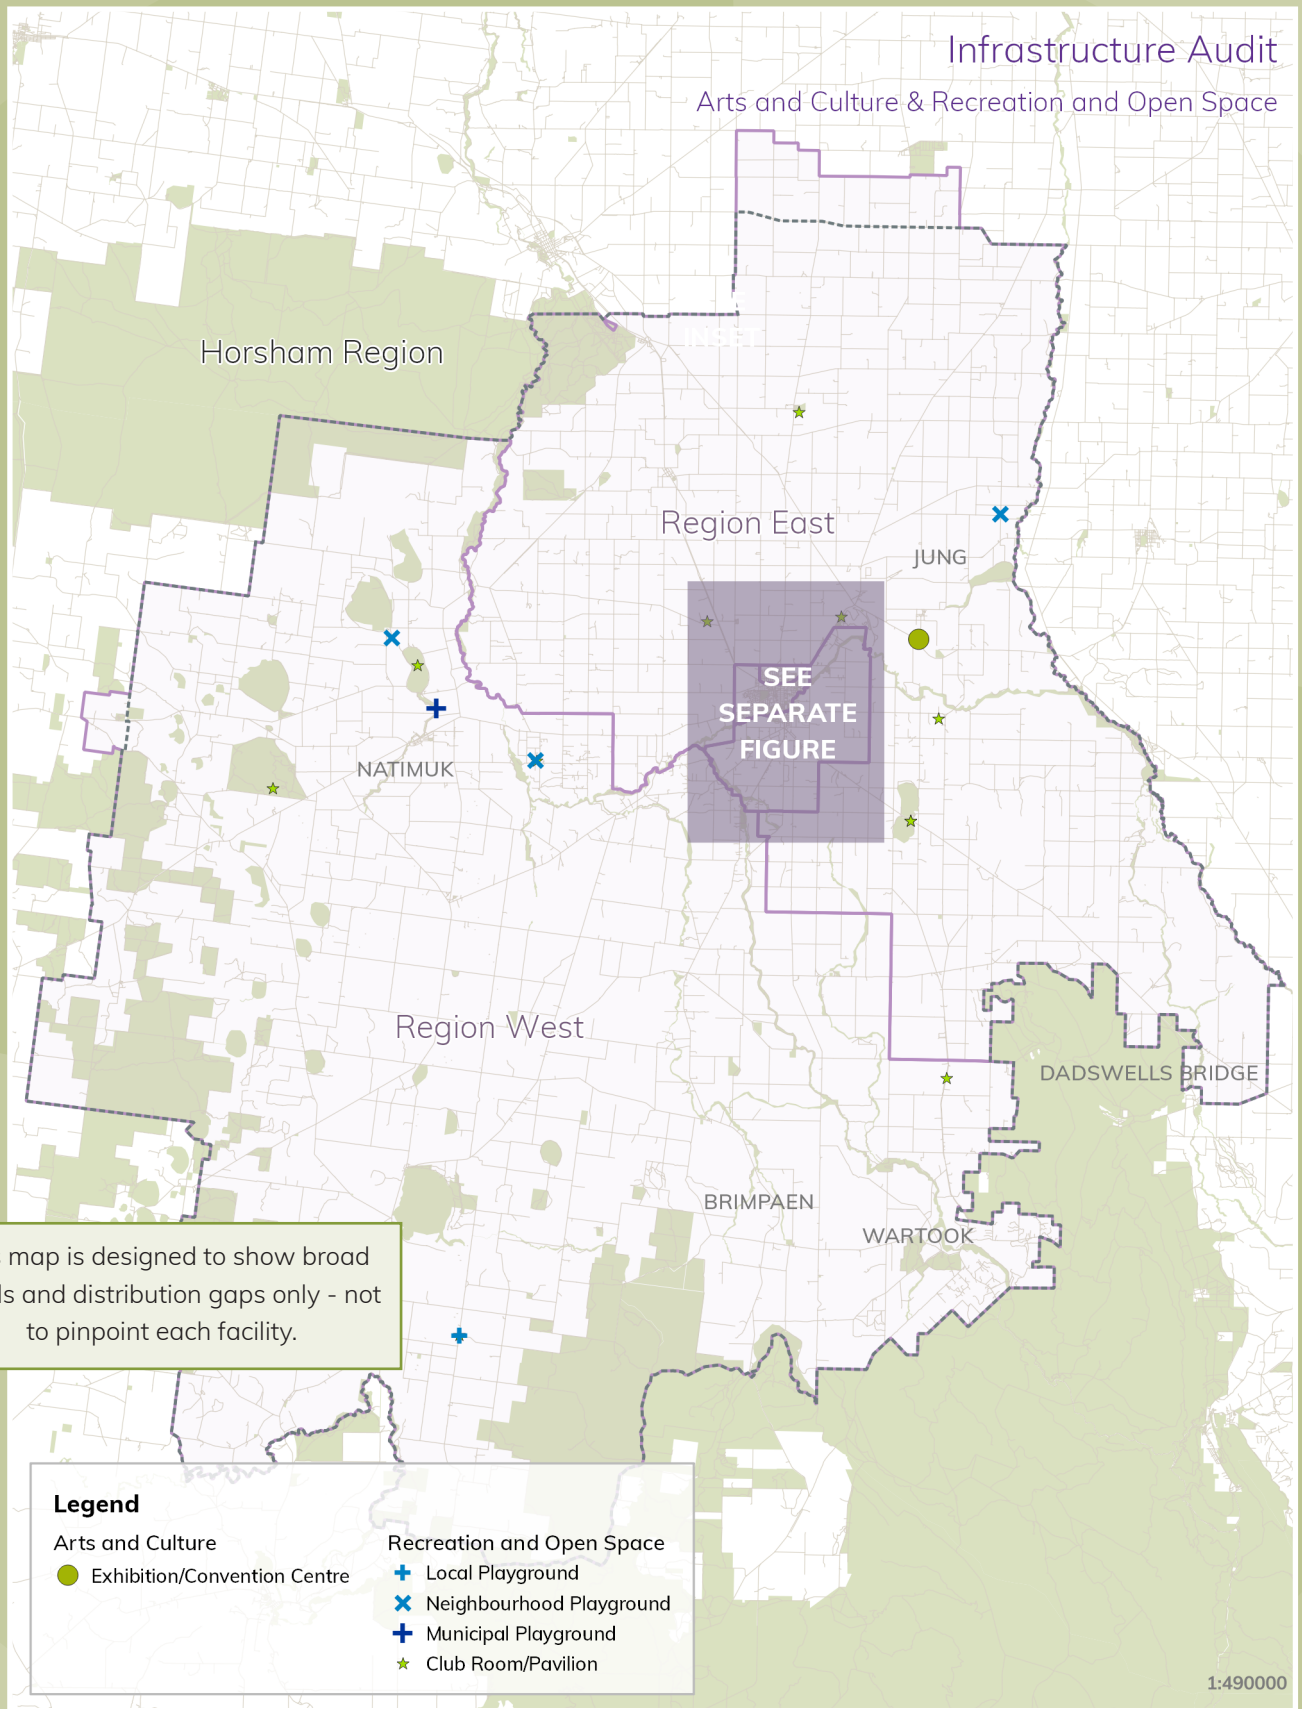 Infrastructure Audit
Arts and Culture & Recreation and Open Space
INSET
Horsham Region
Region East
JUNG
SEE
SEPARATE
FIGURE
NATIMUK
Region West
DADSWELLS BRIDGE
BRIMPAEN
WARTOOK
map is designed to show broad
and distribution gaps only - not
to pinpoint each facility.
Legend
Arts and Culture
Exhibition/Convention Centre
Recreation and Open Space
Local Playground
Neighbourhood Playground
Municipal Playground
Club Room/Pavilion
1:490000